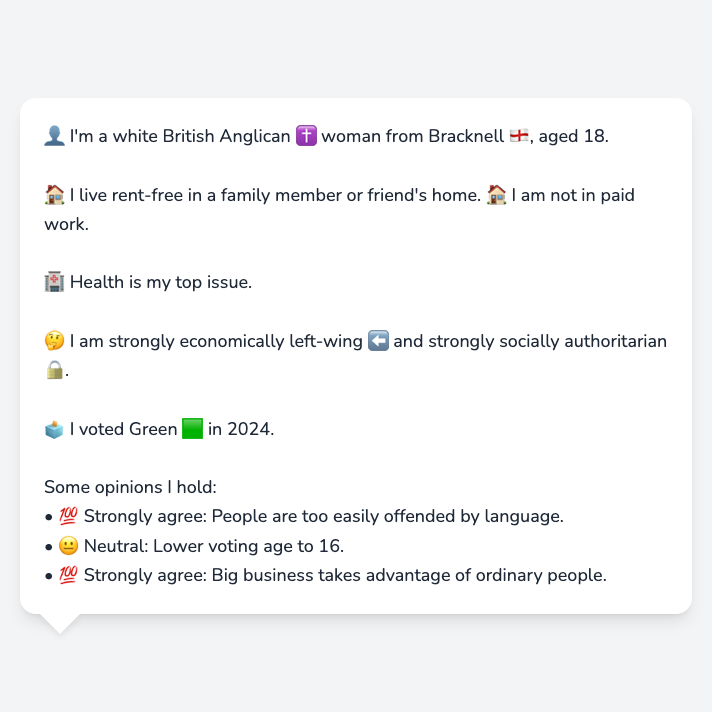 👤 I'm a white British Anglican ✝️ woman from Bracknell 🏴󠁧󠁢󠁥󠁮󠁧󠁿, aged 18.
🏠 I live rent-free in a family member or friend's home. 🏠 I am not in paid
work.
🏥 Health is my top issue.
🤔 I am strongly economically left-wing ⬅️ and strongly socially authoritarian
🔒.
🗳️ I voted Green 🟩 in 2024.
Some opinions I hold:
• 💯 Strongly agree: People are too easily offended by language.
• 😐 Neutral: Lower voting age to 16.
• 💯 Strongly agree: Big business takes advantage of ordinary people.